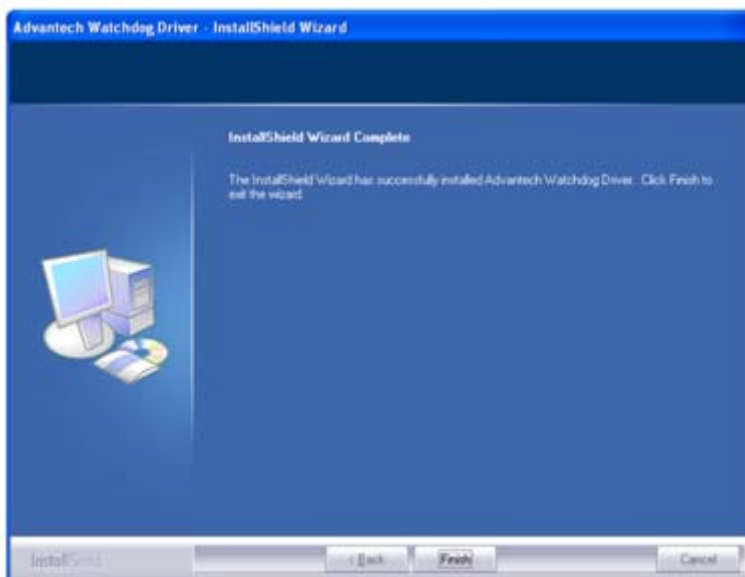 Advantech Watchdog Driver - InstallShield Wizard
InstallShield Wizard Complete
The InstallShield Wizard has successfully installed Advantech Watchdog Driver. Click Finish to
exit the wizard.
InstallShield
< Back
Finish
Cancel